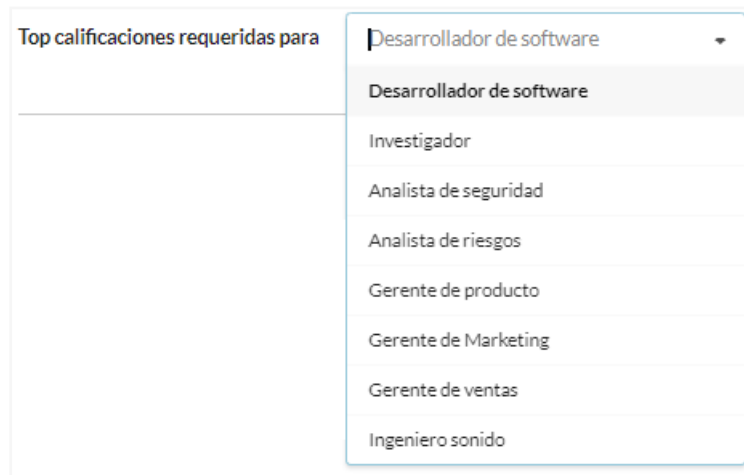 Top calificaciones requeridas para
Desarrollador de software
Desarrollador de software
Investigador
Analista de seguridad
Analista de riesgos
Gerente de producto
Gerente de Marketing
Gerente de ventas
Ingeniero sonido